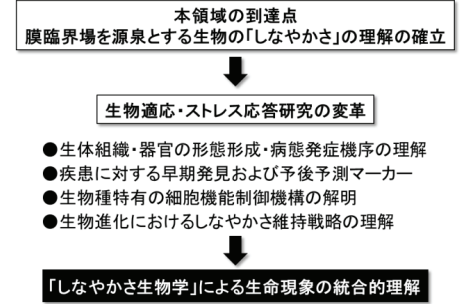 本領域の到達点
膜臨界場を源泉とする生物の「しなやかさ」の理解の確立
生物適応・ストレス応答研究の変革
●生体組織・器官の形態形成・病態発症機序の理解
●疾患に対する早期発見および予後予測マーカー
●生物種特有の細胞機能制御機構の解明
●生物進化におけるしなやかさ維持戦略の理解
「しなやかさ生物学」による生命現象の統合的理解